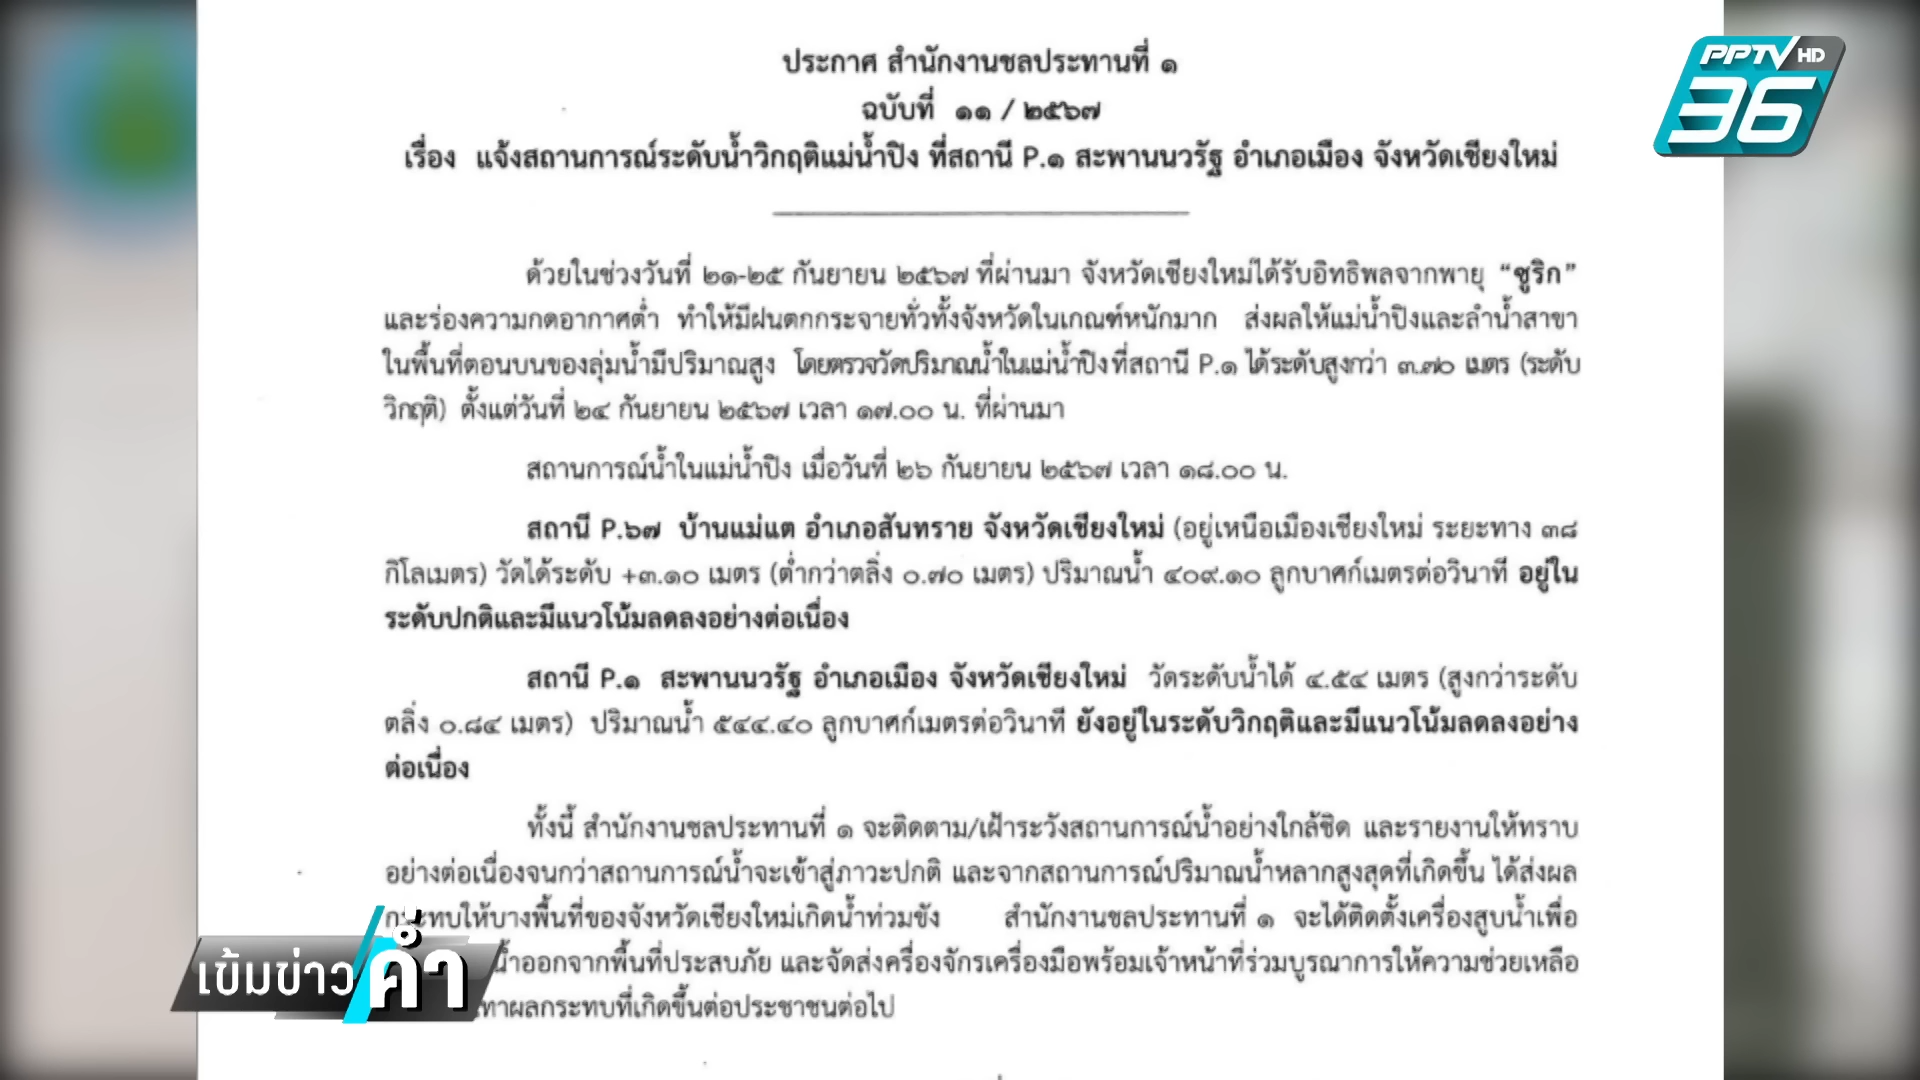 ประกาศ สำนักงานชลประทานที่ ๑
ฉบับที่ ๑๑ / ๒๕๖๗
เรื่อง แจ้งสถานการณ์ระดับน้ำวิกฤติแม่น้ำปิง ที่สถานี P.๑ สะพานนวรัฐ อำเภอเมือง จังหวัดเชียงใหม่
PPTV HD
36
ด้วยในช่วงวันที่ ๒๑-๒๕ กันยายน ๒๕๖๗ ที่ผ่านมา จังหวัดเชียงใหม่ได้รับอิทธิพลจากพายุ “ซูริก”
และร่องความกดอากาศต่ำ ทำให้มีฝนตกกระจายทั่วทั้งจังหวัดในเกณฑ์หนักมาก ส่งผลให้แม่น้ำปิงและลำน้ำสาขา
ในพื้นที่ตอนบนของลุ่มน้ำมีปริมาณสูง โดยตรวจวัดปริมาณน้ำในแม่น้ำปิงที่สถานี P.๑ ได้ระดับสูงกว่า ๓.๗๐ เมตร (ระดับ
วิกฤติ) ตั้งแต่วันที่ ๒๔ กันยายน ๒๕๖๗ เวลา ๑๗.๐๐ น. ที่ผ่านมา
สถานการณ์น้ำในแม่น้ำปิง เมื่อวันที่ ๒๖ กันยายน ๒๕๖๗ เวลา ๑๘.๐๐ น.
สถานี P.๖๗ บ้านแม่แต อำเภอสันทราย จังหวัดเชียงใหม่ (อยู่เหนือเมืองเชียงใหม่ ระยะทาง ๓๘
กิโลเมตร) วัดได้ระดับ +๓.๑๐ เมตร (ต่ำกว่าตลิ่ง ๐.๗๐ เมตร) ปริมาณน้ำ ๔๐๙.๑๐ ลูกบาศก์เมตรต่อวินาที อยู่ใน
ระดับปกติและมีแนวโน้มลดลงอย่างต่อเนื่อง
สถานี P.๑ สะพานนวรัฐ อำเภอเมือง จังหวัดเชียงใหม่ วัดระดับน้ำได้ ๔.๕๔ เมตร (สูงกว่าระดับ
ตลิ่ง ๐.๘๔ เมตร) ปริมาณน้ำ ๕๔๔.๔๐ ลูกบาศก์เมตรต่อวินาที ยังอยู่ในระดับวิกฤติและมีแนวโน้มลดลงอย่าง
ต่อเนื่อง
ทั้งนี้ สำนักงานชลประทานที่ ๑ จะติดตาม/เฝ้าระวังสถานการณ์น้ำอย่างใกล้ชิด และรายงานให้ทราบ
อย่างต่อเนื่องจนกว่าสถานการณ์น้ำจะเข้าสู่ภาวะปกติ และจากสถานการณ์ปริมาณน้ำหลากสูงสุดที่เกิดขึ้น ได้ส่งผล
กระทบให้บางพื้นที่ของจังหวัดเชียงใหม่เกิดน้ำท่วมขัง สำนักงานชลประทานที่ ๑ จะได้ติดตั้งเครื่องสูบน้ำเพื่อ
น้ำออกจากพื้นที่ประสบภัย และจัดส่งครื่องจักรเครื่องมือพร้อมเจ้าหน้าที่ร่วมบูรณาการให้ความช่วยเหลือ
ทาผลกระทบที่เกิดขึ้นต่อประชาชนต่อไป
เข้มข่าวค่ำ